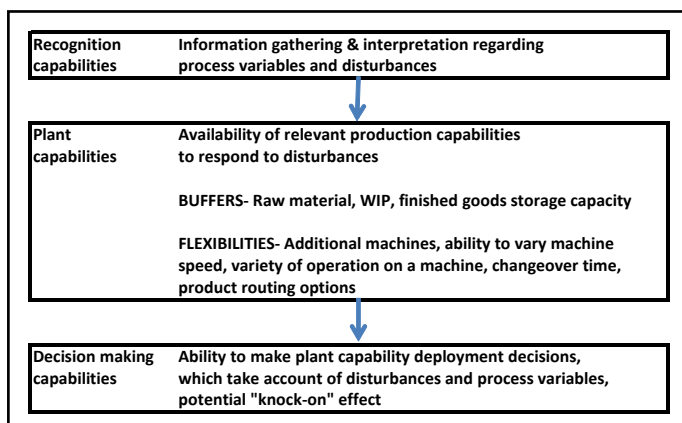 Recognition capabilities
Information gathering & interpretation regarding
process variables and disturbances
Plant capabilities
Availability of relevant production capabilities
to respond to disturbances
BUFFERS- Raw material, WIP, finished goods storage capacity
FLEXIBILITIES- Additional machines, ability to vary machine
speed, variety of operation on a machine, changeover time,
product routing options
Decision making capabilities
Ability to make plant capability deployment decisions,
which take account of disturbances and process variables,
potential "knock-on" effect